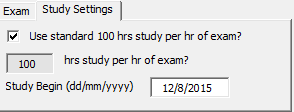 Exam Study Settings
Use standard 100 hrs study per hr of exam?
100 hrs study per hr of exam?
Study Begin (dd/mm/yyyy) 12/8/2015